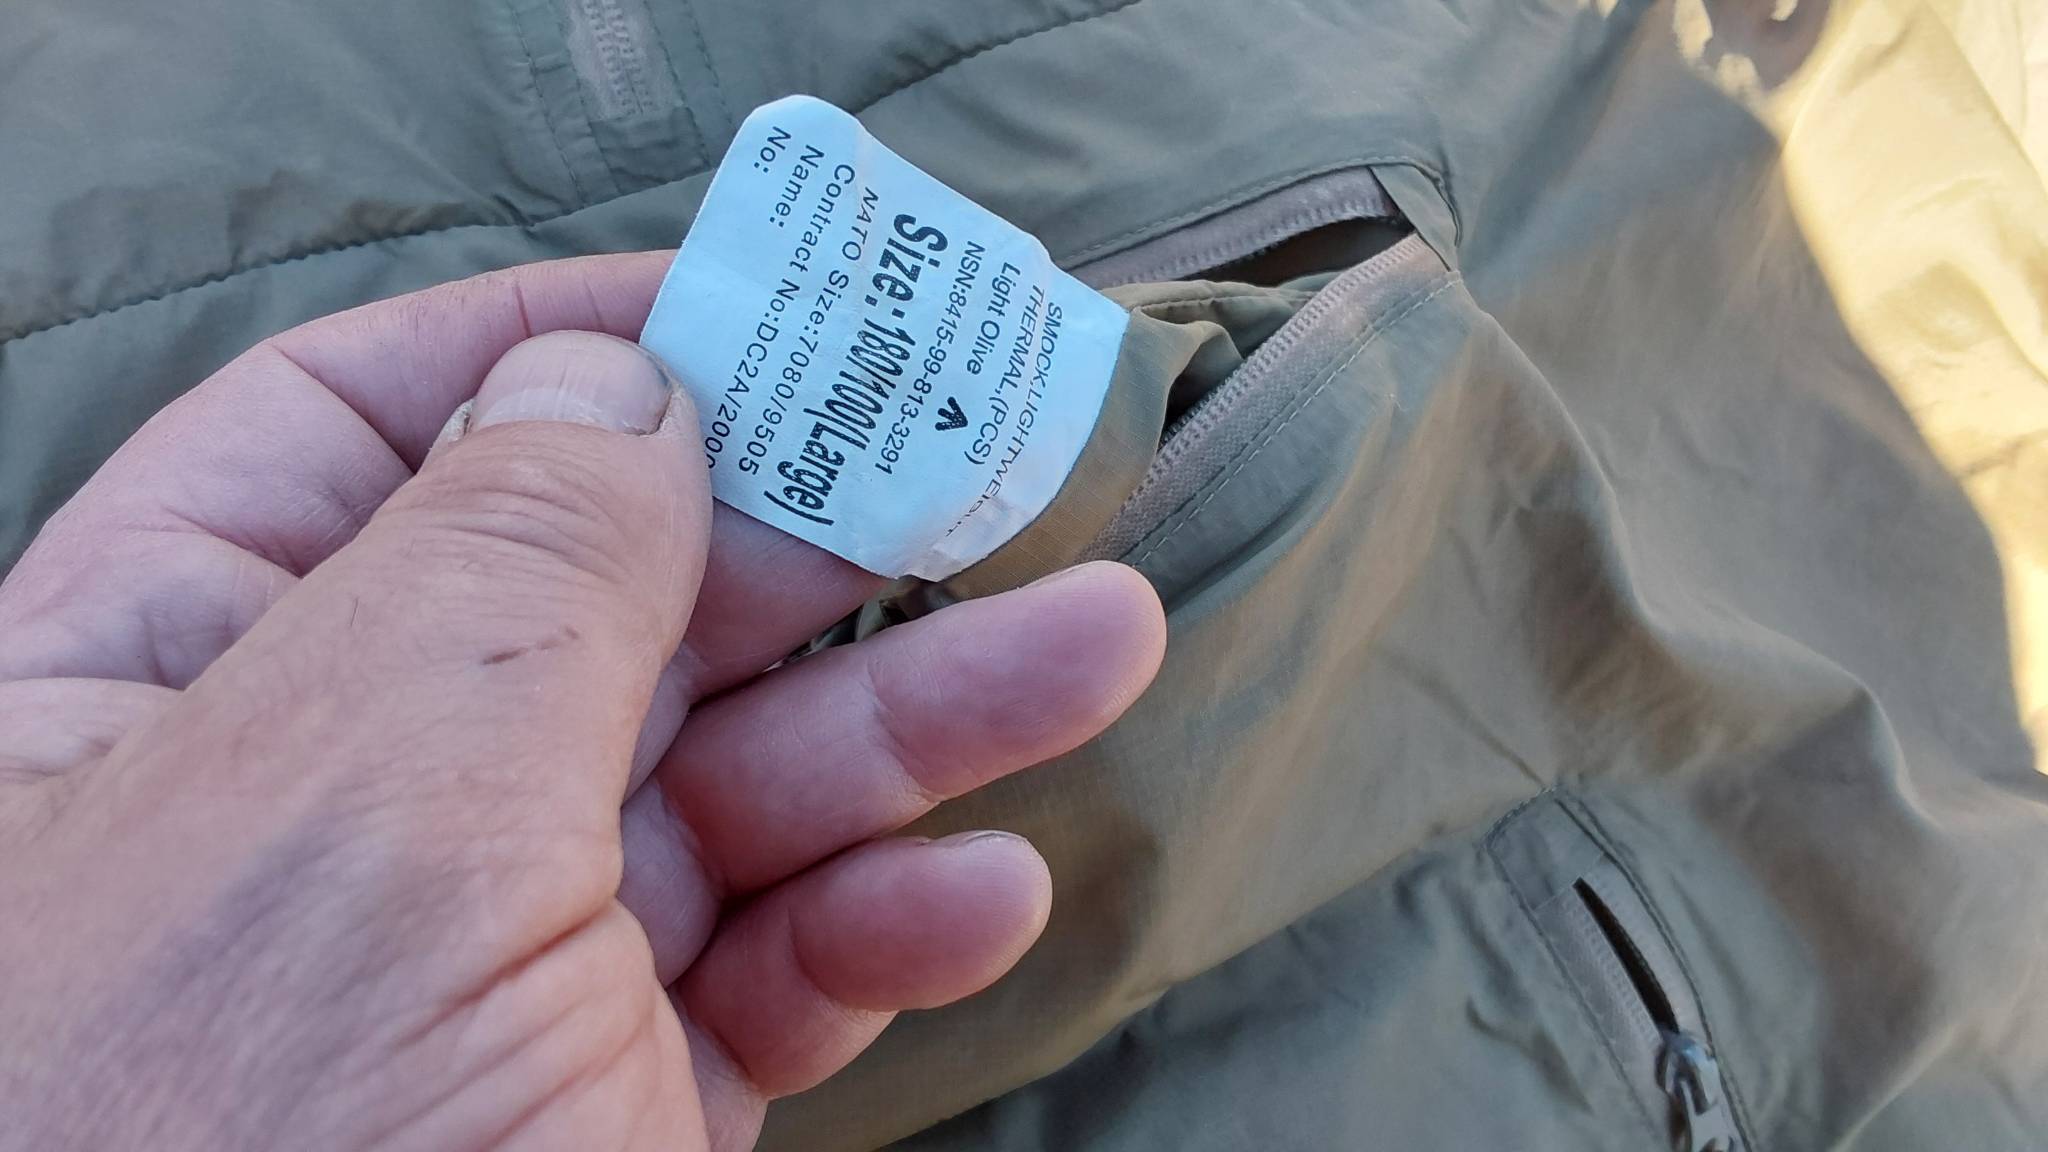 SMOCK,LIGHTWEIGHT
THERMAL,(PCS)
Light Olive
NSN:8415-99-813-3291
Size:180/100(Large)
NATO Size:7080/9505
Contract No:DC2A/200
Name:
No: